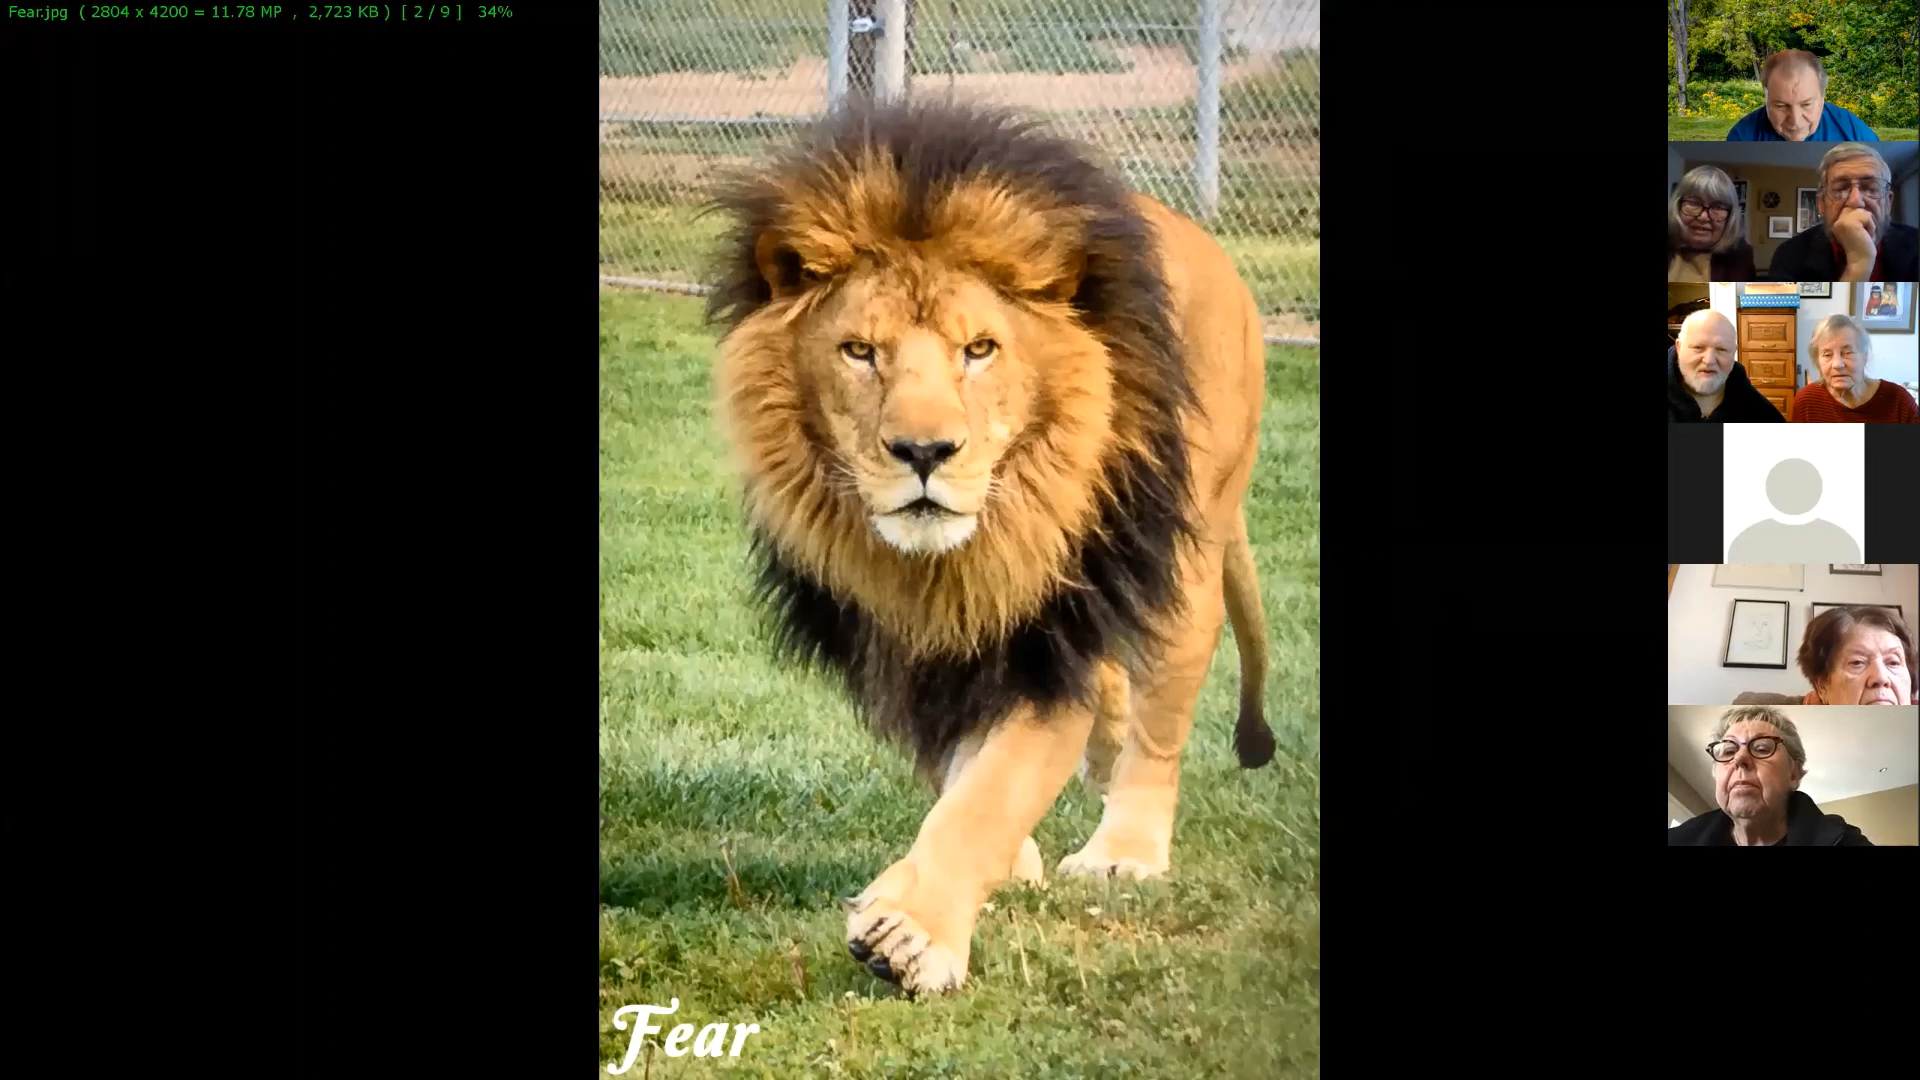 Fear.jpg ( 2804 x 4200 = 11.78 MP , 2,723 KB ) [ 2 / 9 ] 34%
Fear